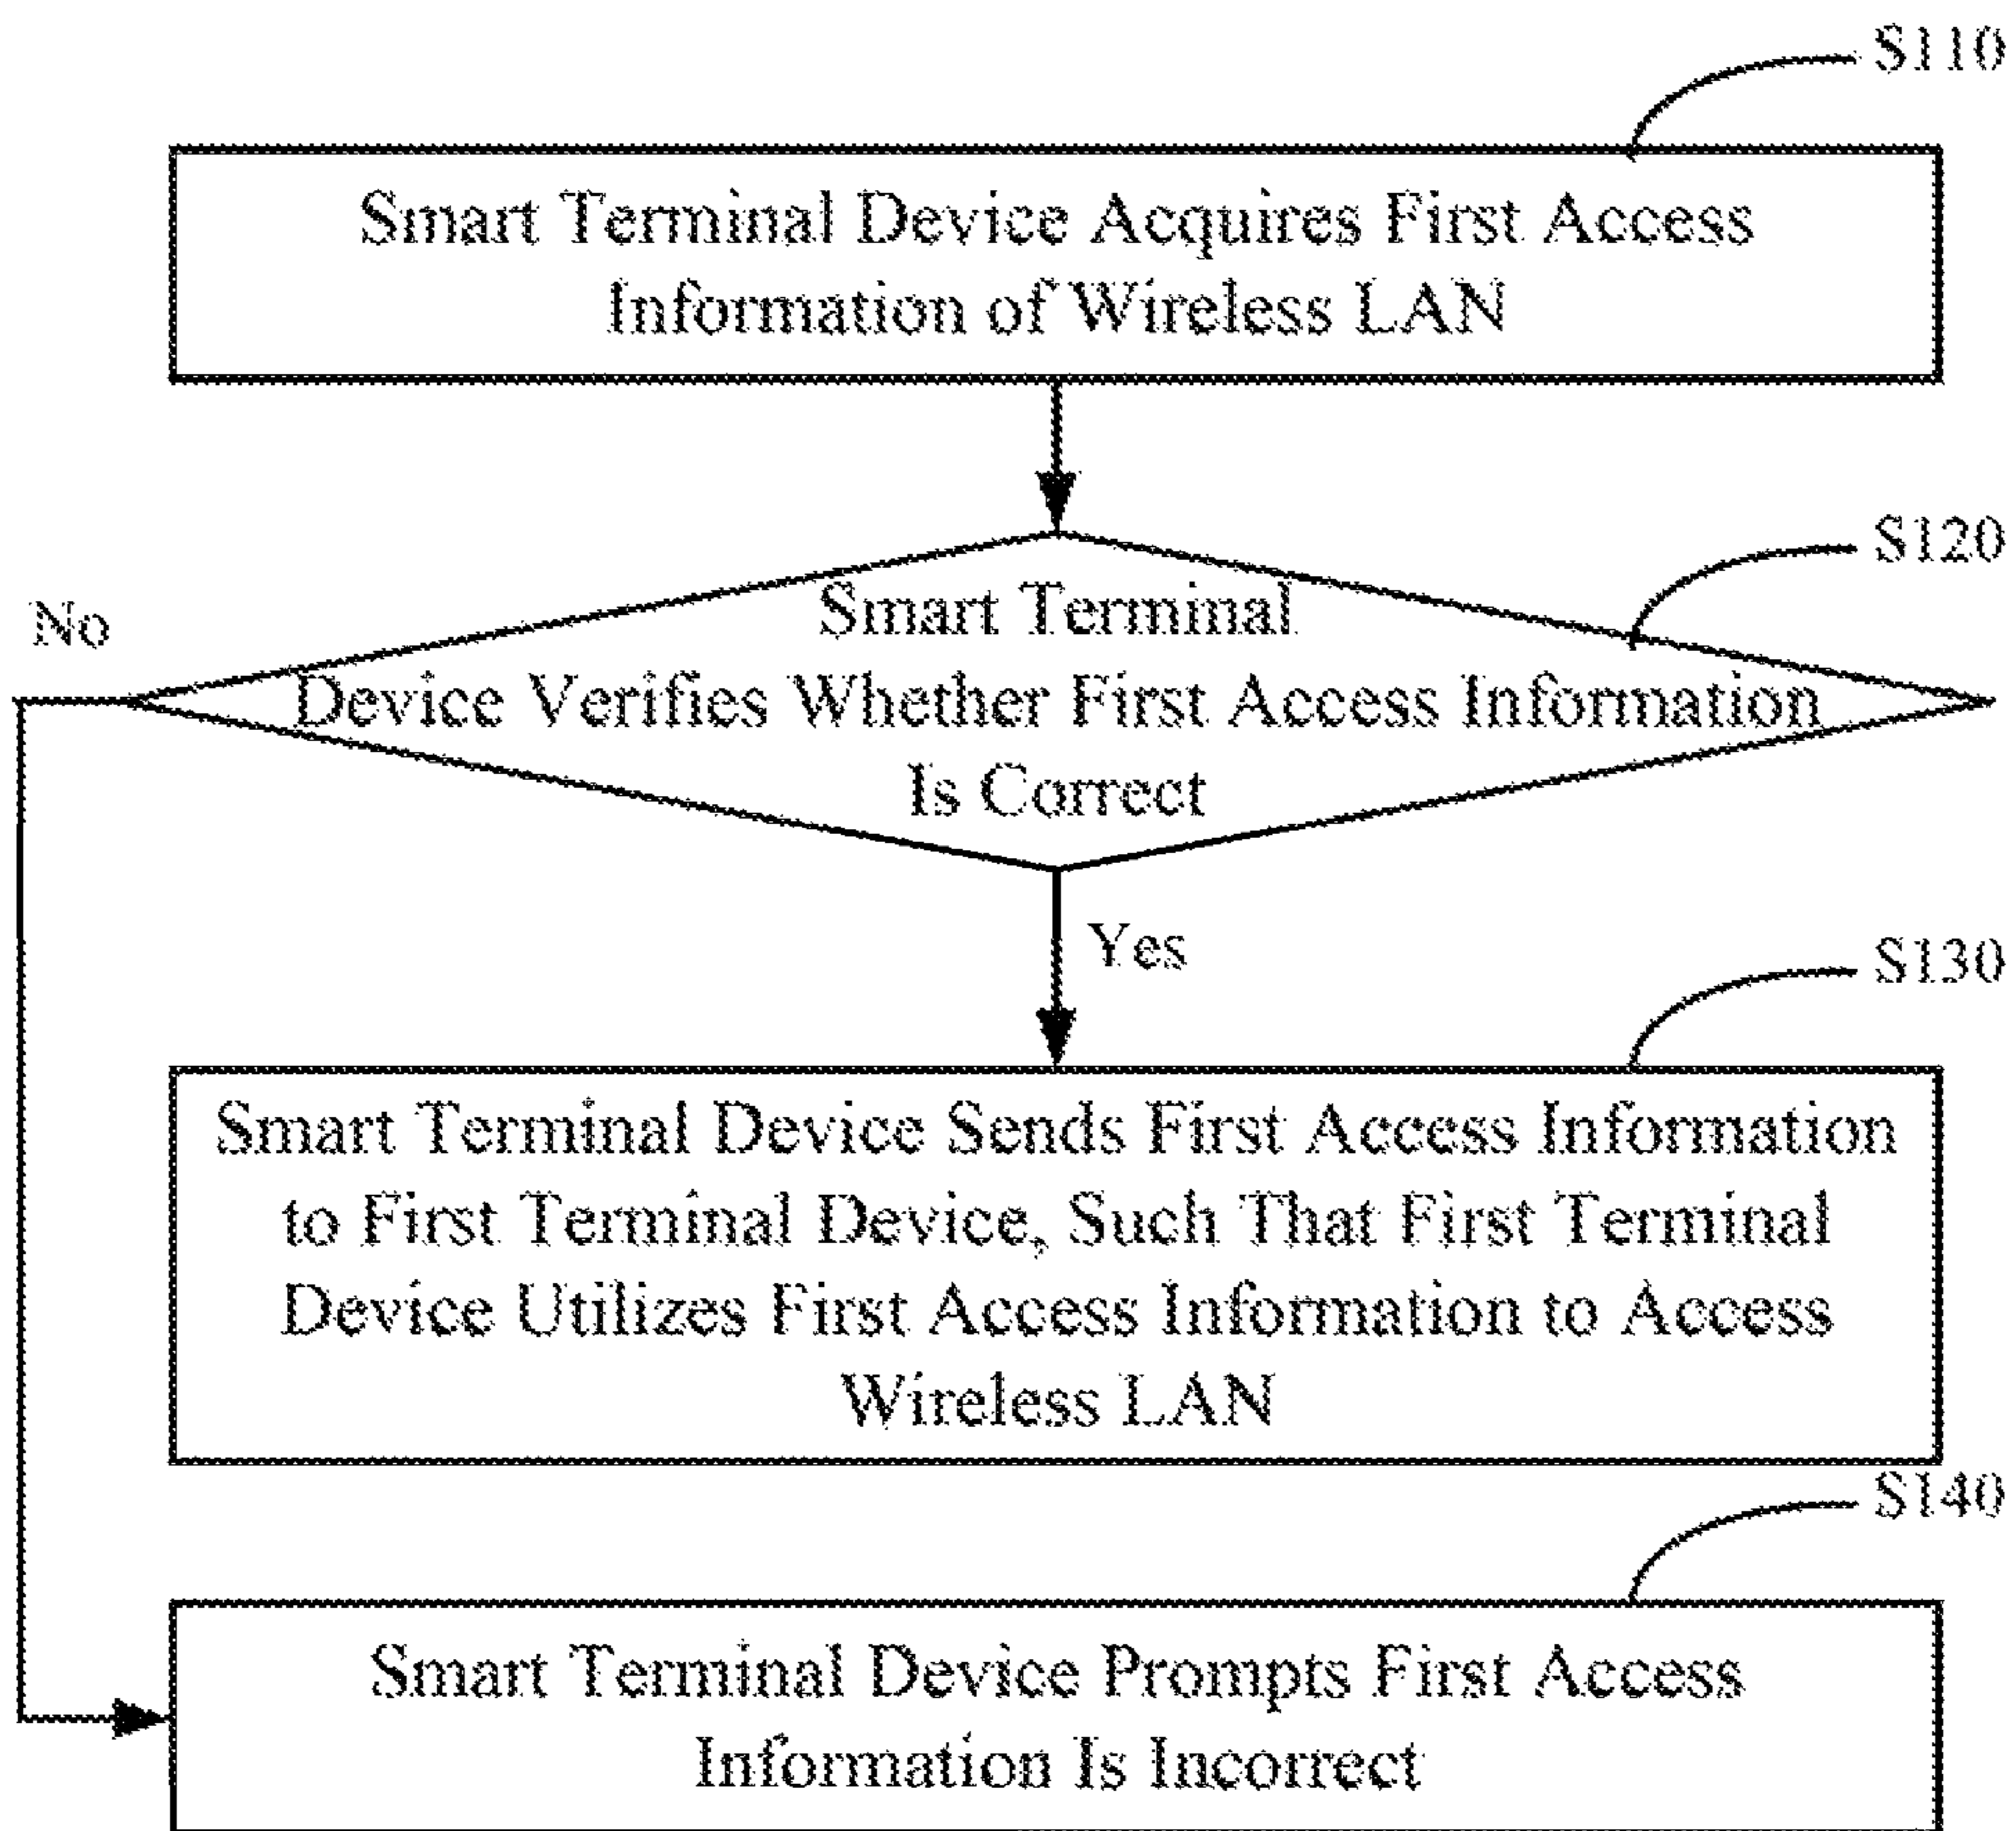 S110
Smart Terminal Device Acquires First Access
Information of Wireless LAN
S120
No
Smart Terminal
Device Verifies Whether First Access Information
Is Correct
Yes
S130
Smart Terminal Device Sends First Access Information
to First Terminal Device, Such That First Terminal
Device Utilizes First Access Information to Access
Wireless LAN
S140
Smart Terminal Device Prompts First Access
Information Is Incorrect